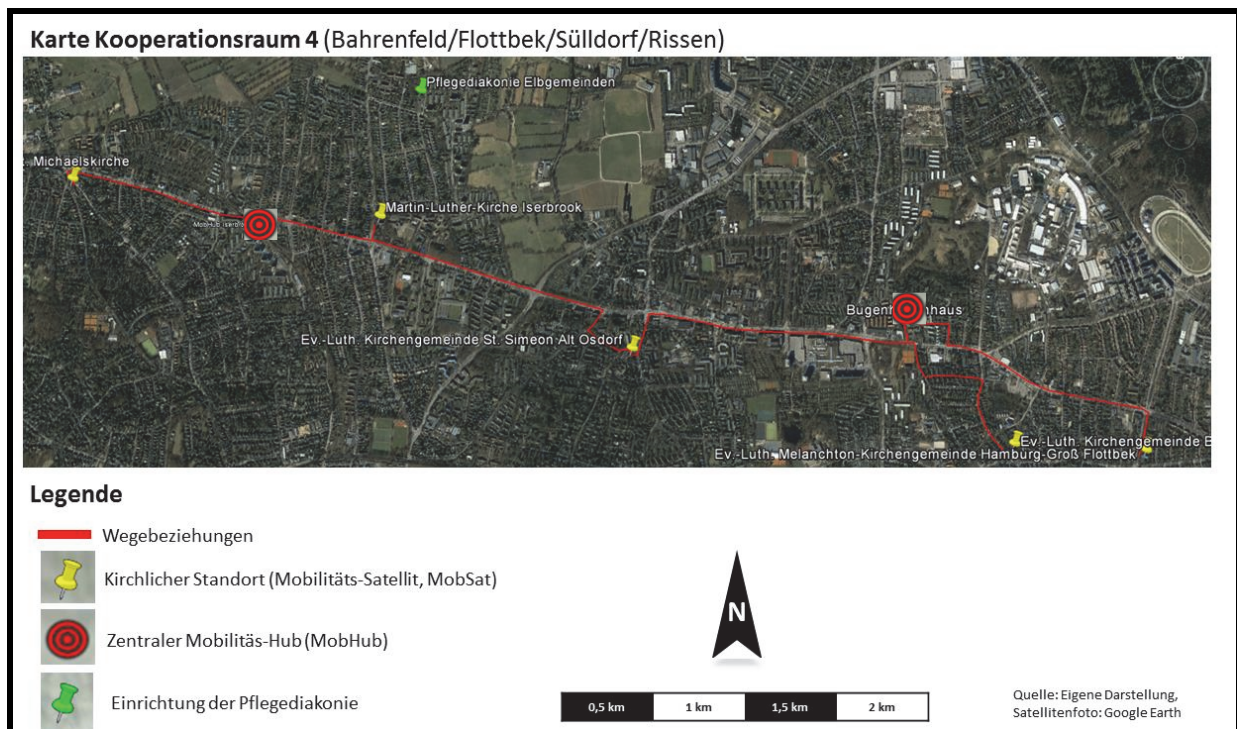 Karte Kooperationsraum 4 (Bahrenfeld/Flottbek/Sülldorf/Rissen)
Pflegediakonie Elbgemeinden
Michaelskirche
Martin-Luther-Kirche Iserbrook
MobHub
Ev.-Luth. Kirchengemeinde St. Simeon Alt Osdorf
Ev.-Luth. Kirchengemeinde B
Ev.-Luth. Melanchton-Kirchengemeinde Hamburg-Groß Flottbek
Legende
Wegebeziehungen
Kirchlicher Standort (Mobilitäts-Satellit, MobSat)
Zentraler Mobilitäs-Hub (MobHub)
Einrichtung der Pflegediakonie
N
0,5 km 1 km 1,5 km 2 km
Quelle: Eigene Darstellung,
Satellitenfoto: Google Earth